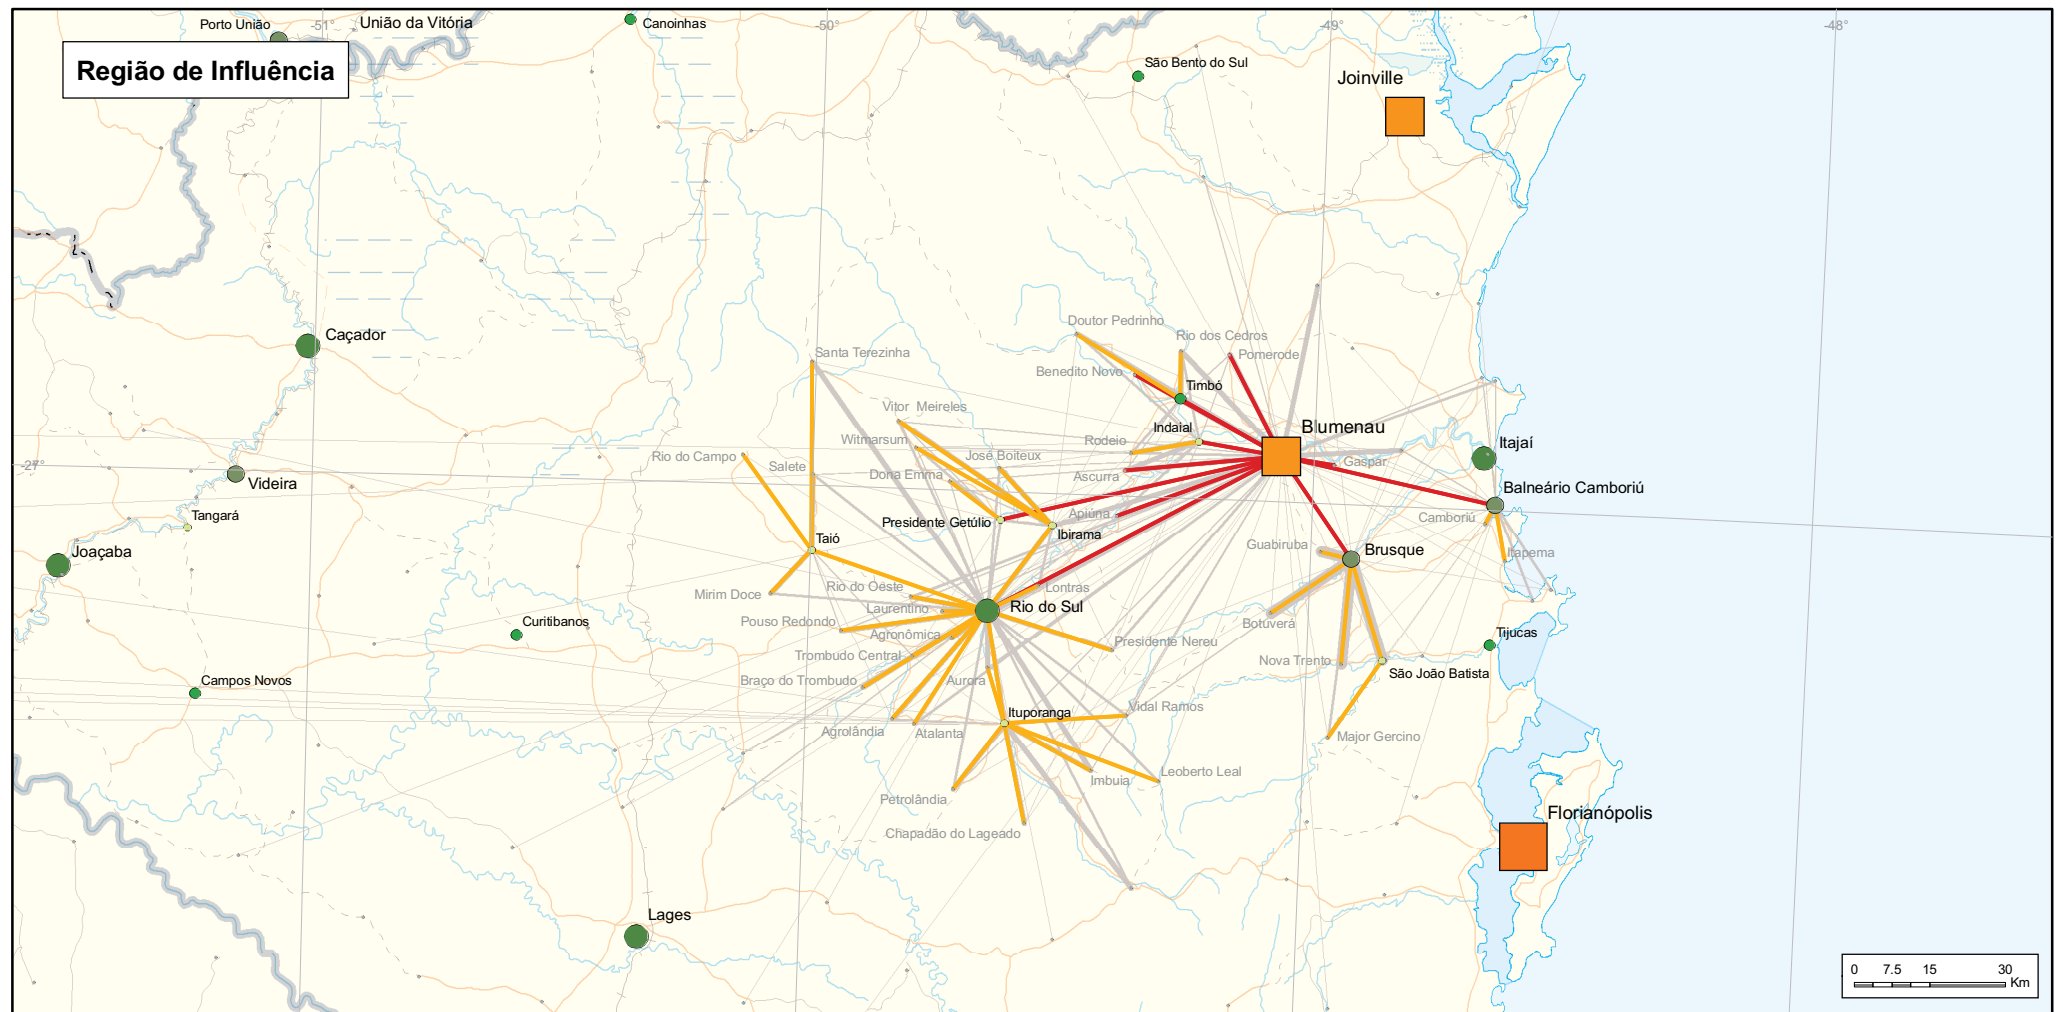 Porto União
-51°
União da Vitória
Canoinhas
-50°
-49°
-48°
Região de Influência
São Bento do Sul
Joinville
Caçador
Doutor Pedrinho
Rio dos Cedros
Santa Terezinha
Pomerode
Benedito Novo
Timbó
Vitor Meireles
Indaial
Blumenau
Witmarsum
Rodeio
Itajaí
Rio do Campo
José Boiteux
-27°
Salete
Dona Emma
Ascurra
Gaspar
Videira
Balneário Camboriú
Tangará
Presidente Getúlio
Apiúna
Camboriú
Taió
Ibirama
Joaçaba
Guabiruba
Brusque
Itapema
Mirim Doce
Rio do Oeste
Lontras
Laurentino
Rio do Sul
Pouso Redondo
Curitibanos
Agronômica
Botuverá
Tijucas
Presidente Nereu
Trombudo Central
Nova Trento
São João Batista
Campos Novos
Braço do Trombudo
Aurora
Ituporanga
Vidal Ramos
Agrolândia
Atalanta
Major Gercino
Leoberto Leal
Imbuia
Petrolândia
Florianópolis
Chapadão do Lageado
Lages
0 7.5 15 30
Km